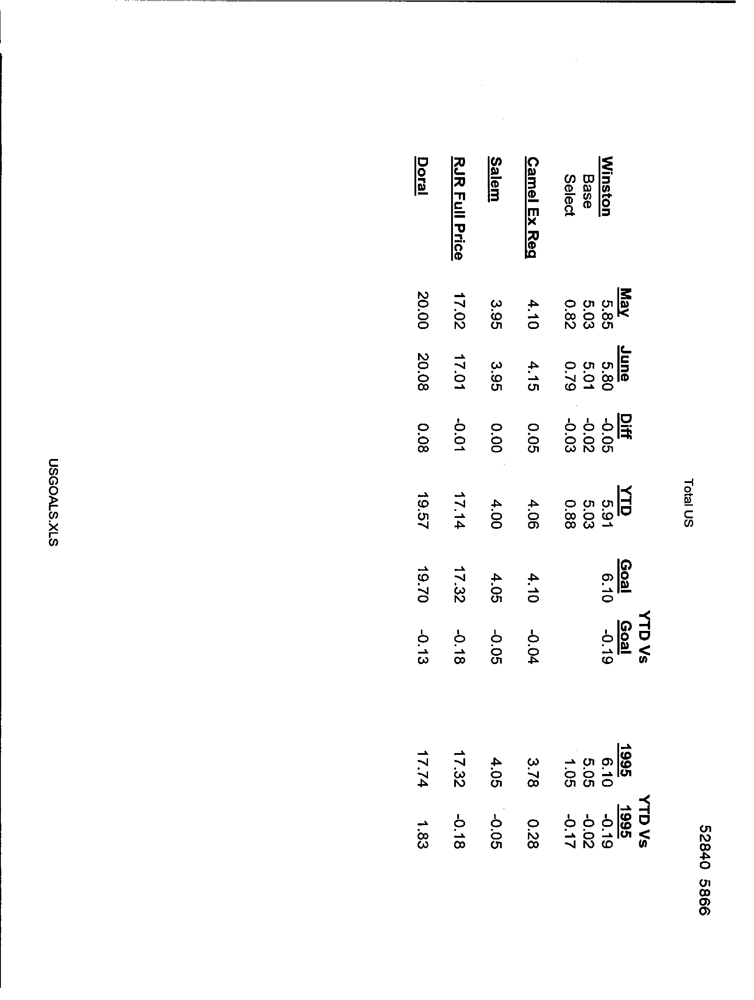 52840 5866
Total US
YTD Vs YTD Vs
May June Diff YTD Goal Goal 1995 1995
Winston 5.85 5.80 -0.05 5.91 6.10 -0.19 6.10 -0.19
Base 5.03 5.01 -0.02 5.03 5.05 -0.02
Select 0.82 0.79 -0.03 0.88 1.05 -0.17
Camel Ex Reg 4.10 4.15 0.05 4.06 4.10 -0.04 3.78 0.28
Salem 3.95 3.95 0.00 4.00 4.05 -0.05 4.05 -0.05
RJR Full Price 17.02 17.01 -0.01 17.14 17.32 -0.18 17.32 -0.18
Doral 20.00 20.08 0.08 19.57 19.70 -0.13 17.74 1.83
USGOALS.XLS